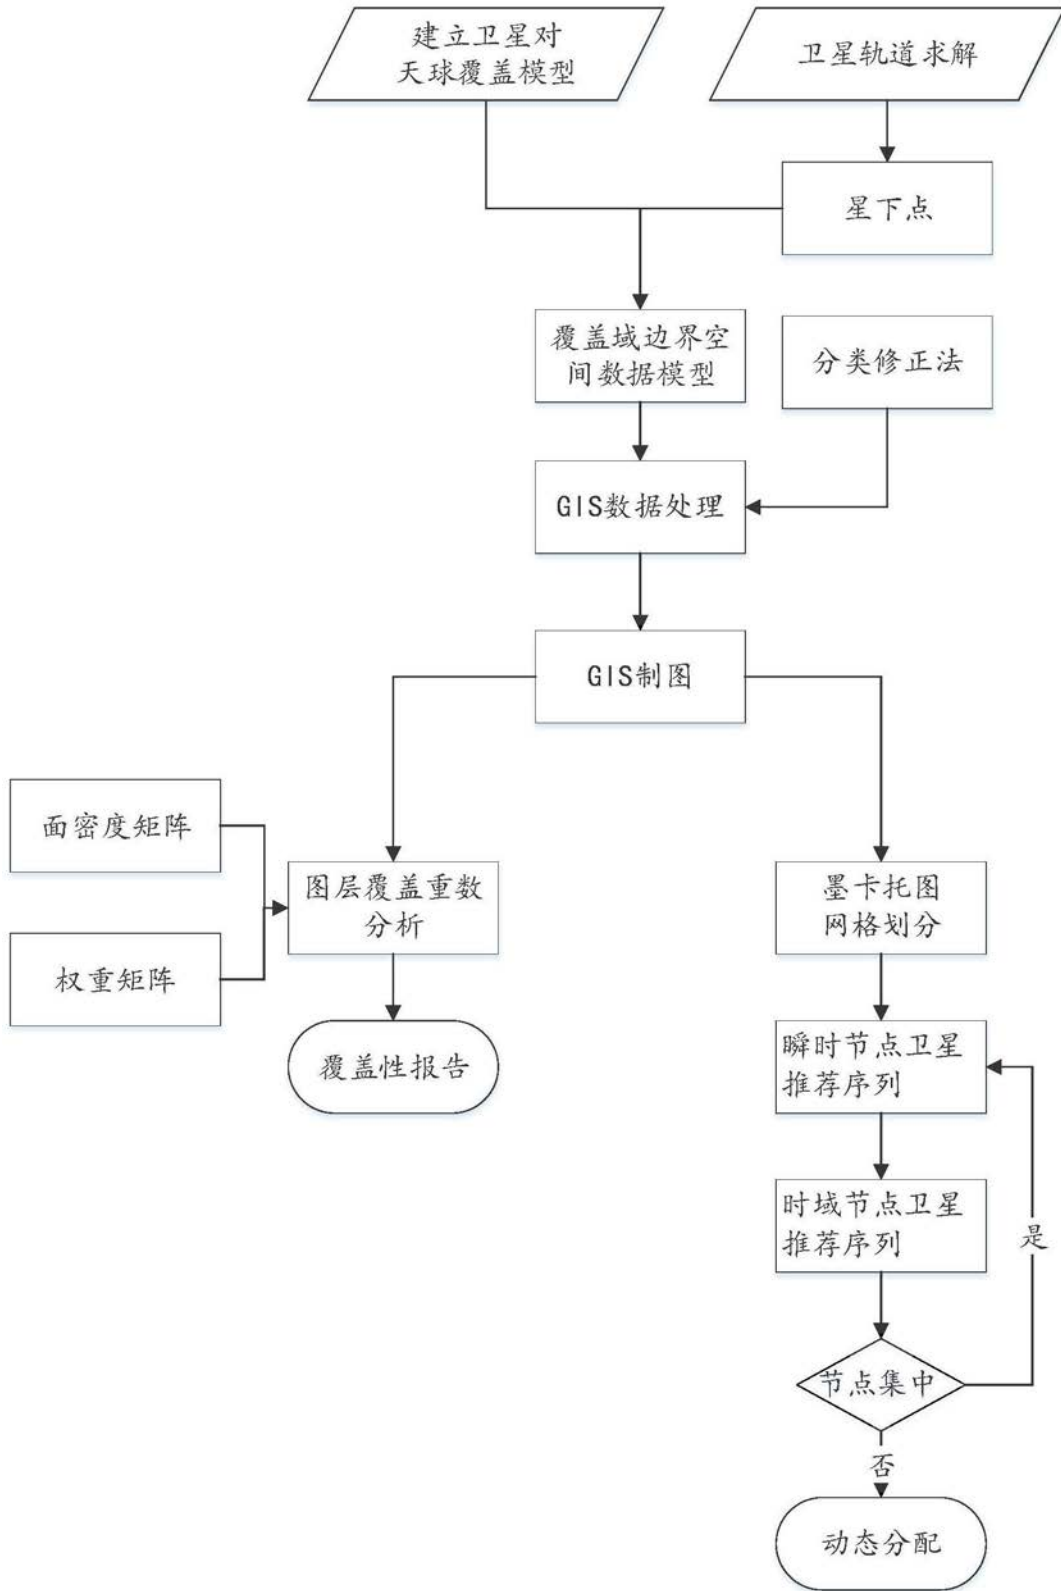 建立卫星对
天球覆盖模型
卫星轨道求解
星下点
覆盖域边界空
间数据模型
分类修正法
GIS数据处理
GIS制图
面密度矩阵
图层覆盖重数
分析
权重矩阵
覆盖性报告
墨卡托图
网格划分
瞬时节点卫星
推荐序列
时域节点卫星
推荐序列
是
节点集中
否
动态分配